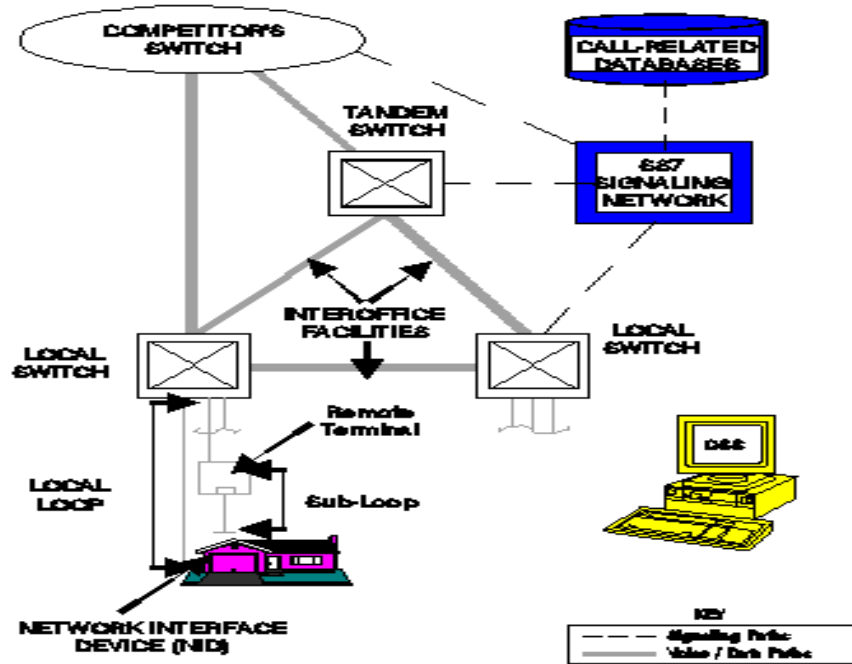 COMPETITOR'S
SWITCH
CALL-RELATED
DATABASES
TANDEM
SWITCH
SS7
SIGNALING
NETWORK
INTEROFFICE
FACILITIES
LOCAL
SWITCH
LOCAL
SWITCH
Remote
Terminal
OSS
LOCAL
LOOP
Sub-Loop
NETWORK INTERFACE
DEVICE (NID)
KEY
Signaling Paths
Voice / Data Paths